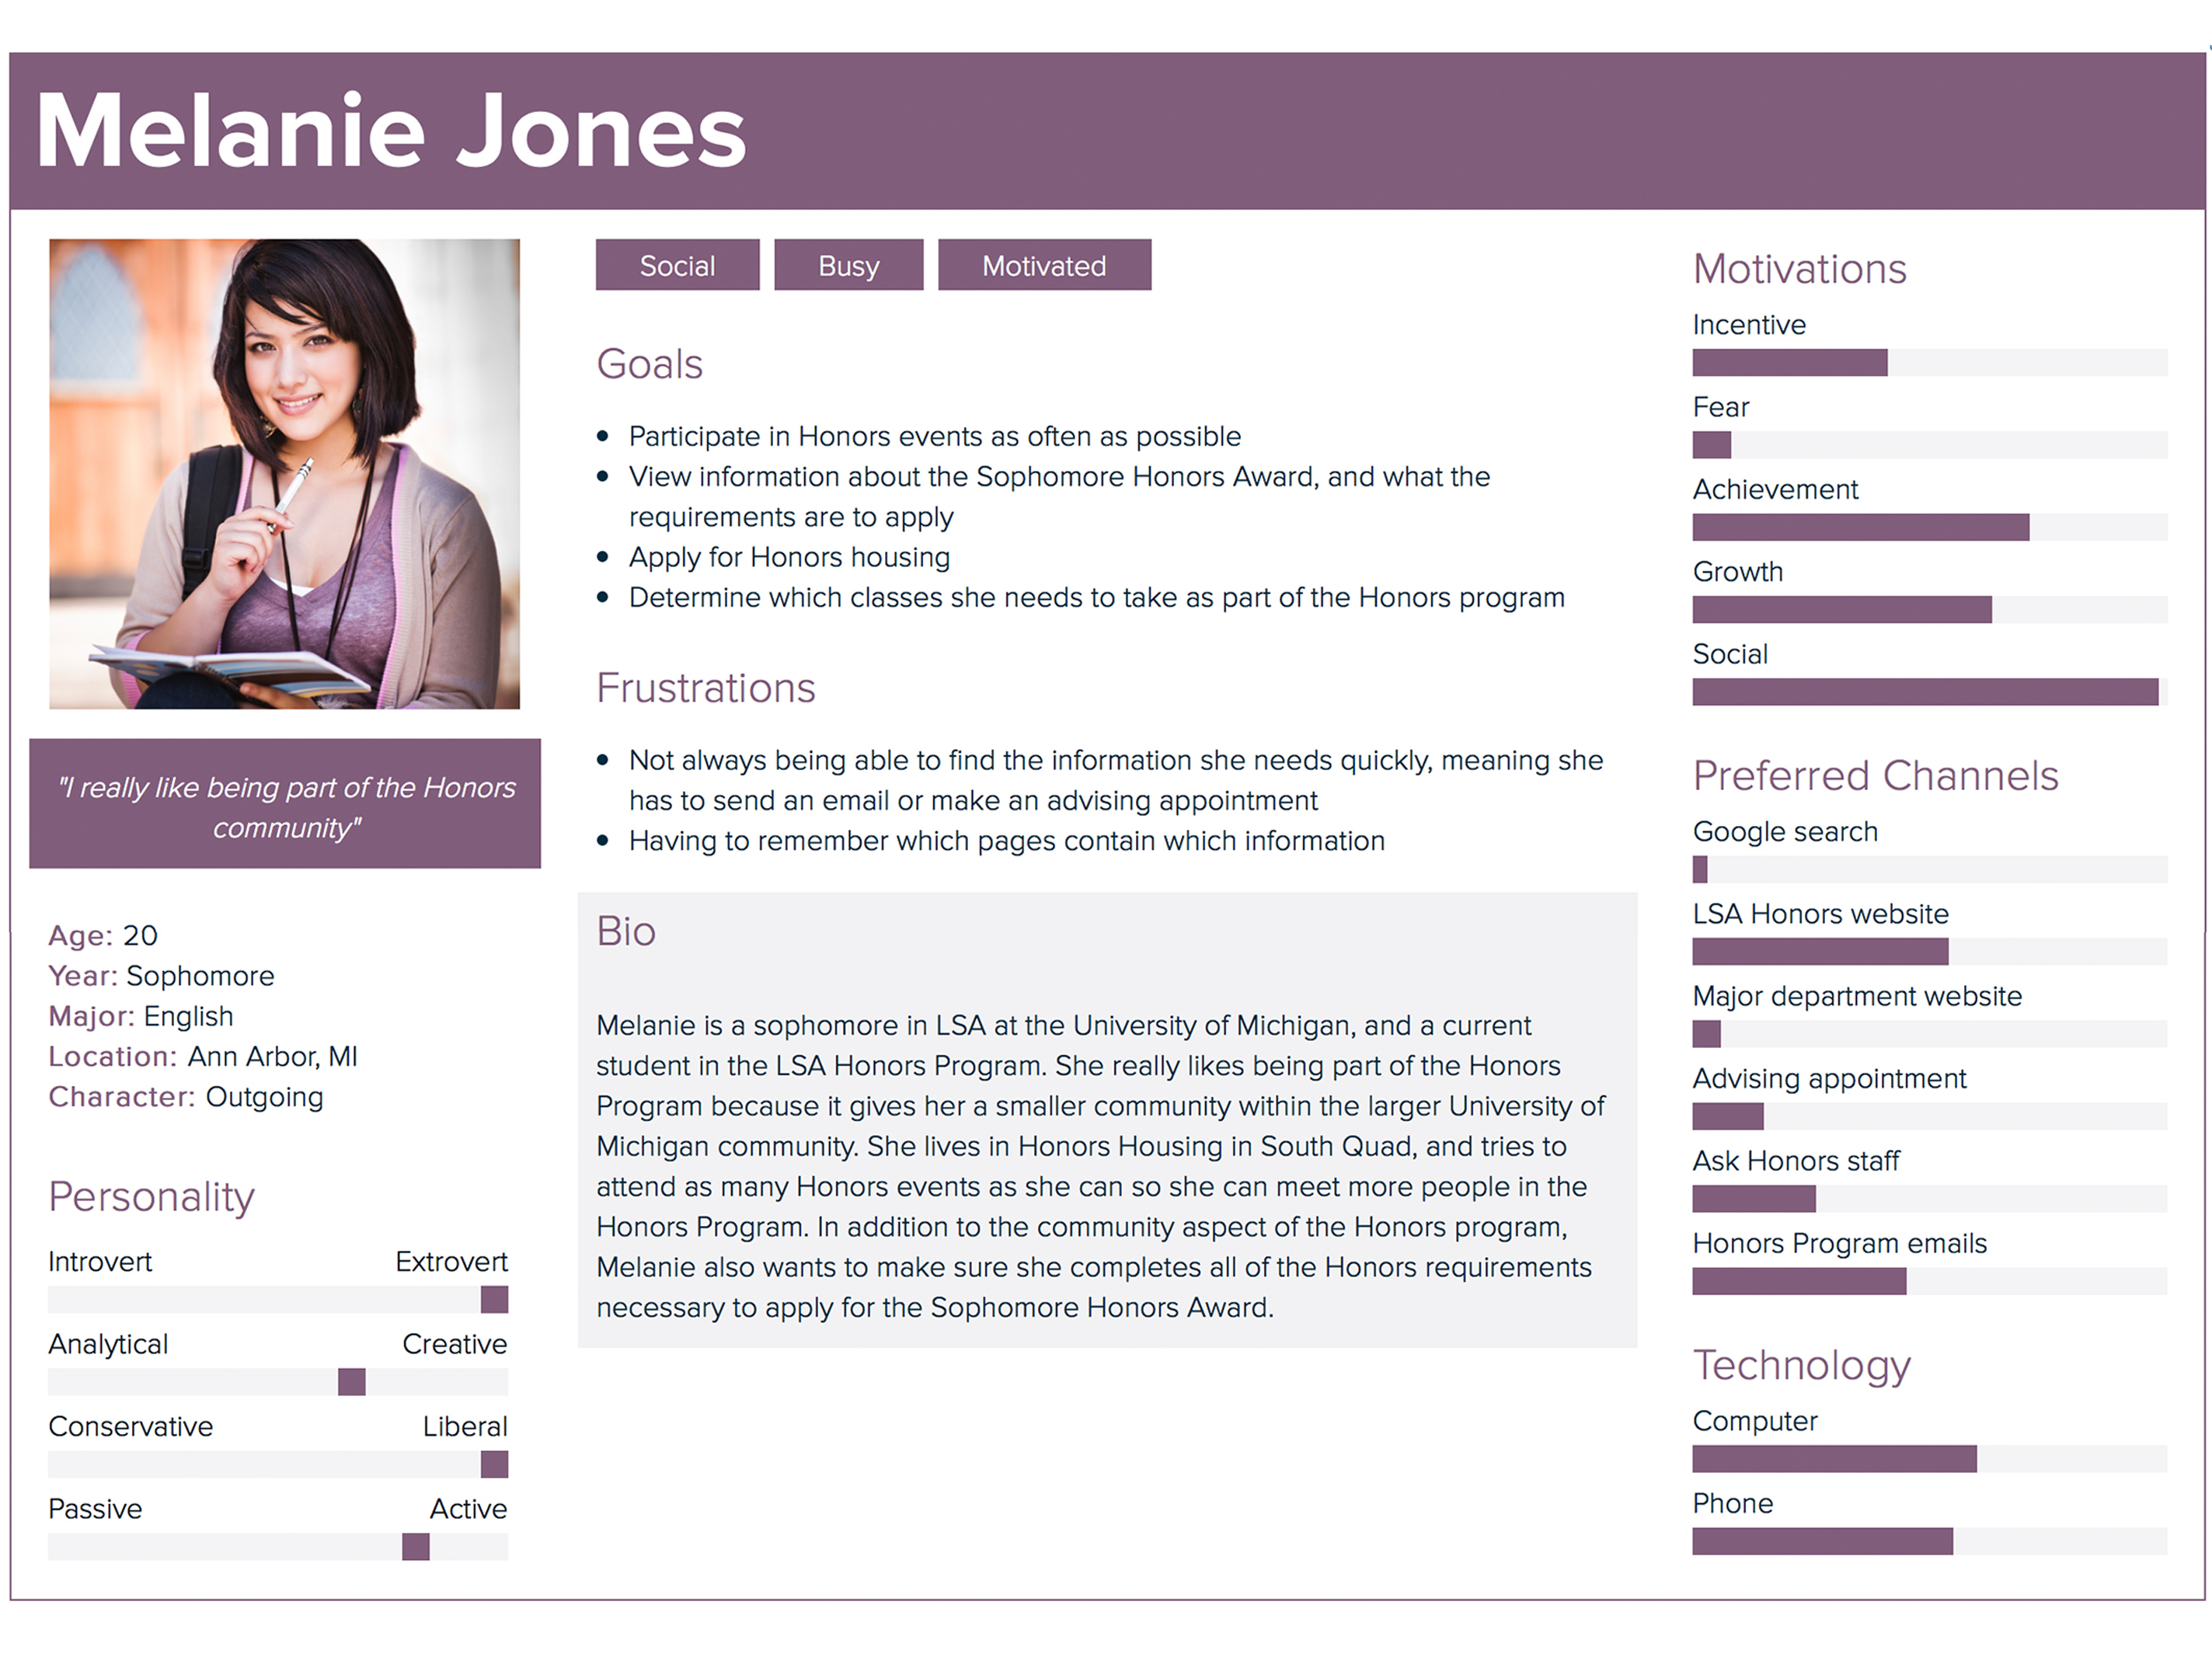 Melanie Jones
"I really like being part of the Honors
community"
Age: 20
Year: Sophomore
Major: English
Location: Ann Arbor, MI
Character: Outgoing
Personality
Introvert Extrovert
Analytical Creative
Conservative Liberal
Passive Active
Social Busy Motivated
Goals
• Participate in Honors events as often as possible
• View information about the Sophomore Honors Award, and what the
requirements are to apply
• Apply for Honors housing
• Determine which classes she needs to take as part of the Honors program
Frustrations
• Not always being able to find the information she needs quickly, meaning she
has to send an email or make an advising appointment
• Having to remember which pages contain which information
Bio
Melanie is a sophomore in LSA at the University of Michigan, and a current
student in the LSA Honors Program. She really likes being part of the Honors
Program because it gives her a smaller community within the larger University of
Michigan community. She lives in Honors Housing in South Quad, and tries to
attend as many Honors events as she can so she can meet more people in the
Honors Program. In addition to the community aspect of the Honors program,
Melanie also wants to make sure she completes all of the Honors requirements
necessary to apply for the Sophomore Honors Award.
Motivations
Incentive
Fear
Achievement
Growth
Social
Preferred Channels
Google search
LSA Honors website
Major department website
Advising appointment
Ask Honors staff
Honors Program emails
Technology
Computer
Phone